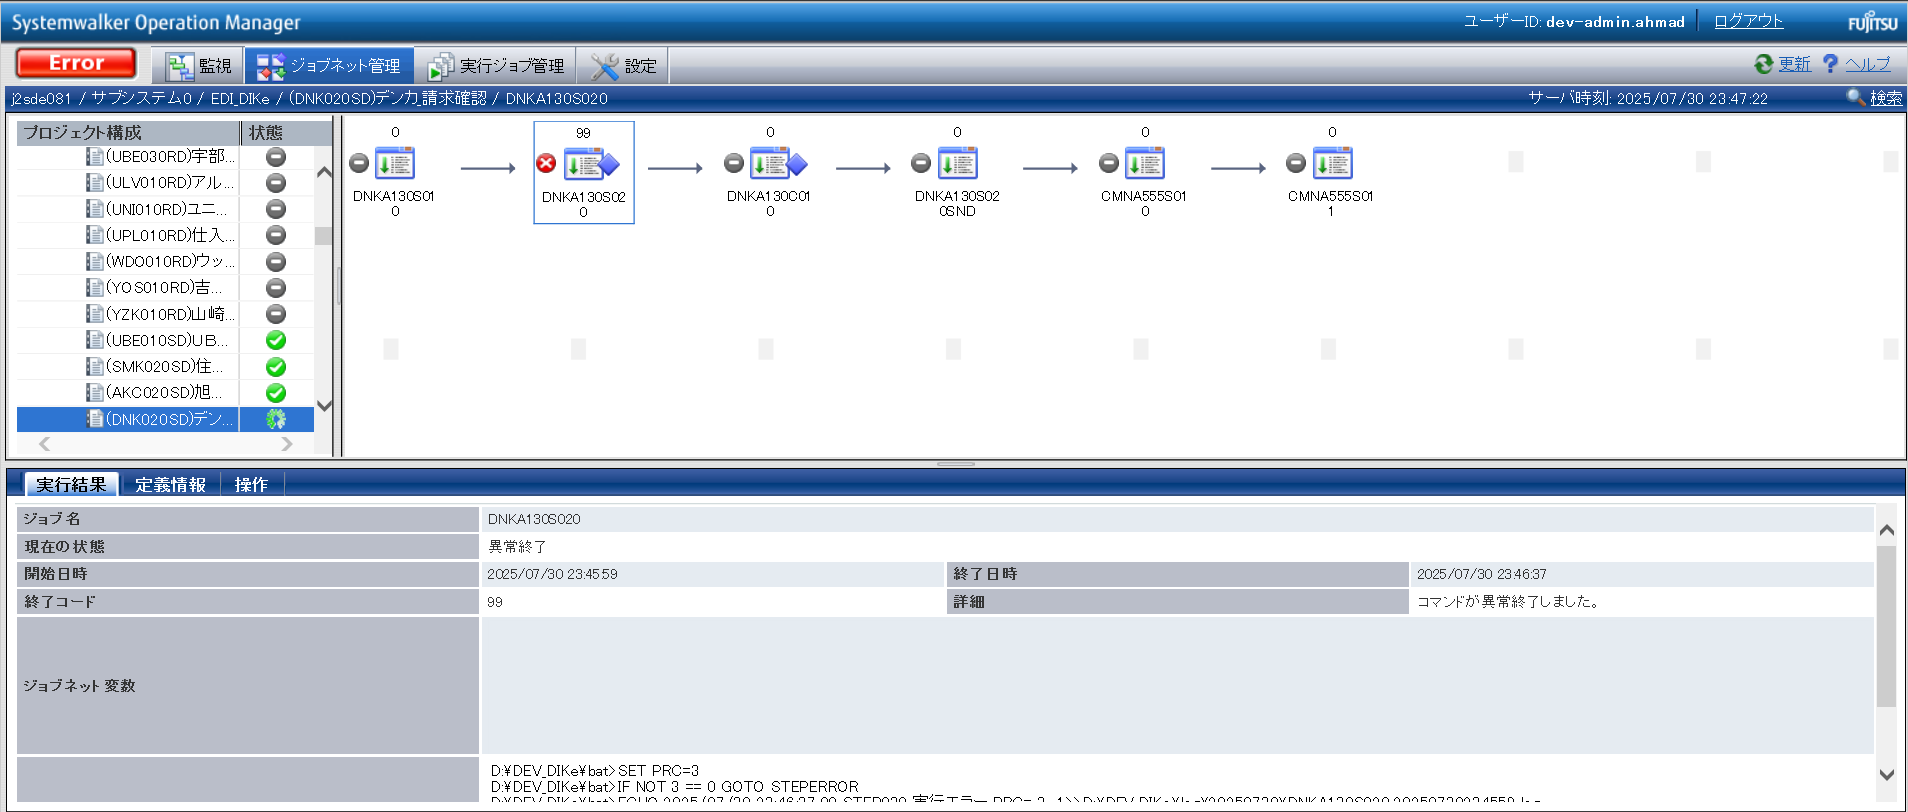 Systemwalker Operation Manager
ユーザーID: dev-admin.ahmad
ログアウト
FUJITSU
Error
監視
ジョブネット管理
実行ジョブ管理
設定
更新
ヘルプ
j2sde081 / サブシステム0 / EDI_DIKe / (DNK020SD)デンカ_請求確認 / DNKA130S020
サーバ時刻: 2025/07/30 23:47:22
検索
プロジェクト構成
状態
(UBE030RD)宇部...
(ULV010RD)アル...
(UNI010RD)ユニ...
(UPL010RD)仕入...
(WDO010RD)ウッ...
(YOS010RD)吉...
(YZK010RD)山崎...
(UBE010SD)UB...
(SMK020SD)住...
(AKC020SD)旭...
(DNK020SD)デン...
0
DNKA130S01
0
99
DNKA130S02
0
0
DNKA130C01
0
0
DNKA130S02
0SND
0
CMNA555S01
0
0
CMNA555S01
1
実行結果
定義情報
操作
ジョブ名
DNKA130S020
現在の状態
異常終了
開始日時
2025/07/30 23:45:59
終了日時
2025/07/30 23:46:37
終了コード
99
詳細
コマンドが異常終了しました。
ジョブネット変数
D:¥DEV_DIKe¥bat>SET PRC=3
D:¥DEV_DIKe¥bat>IF NOT 3 == 0 GOTO STEPERROR